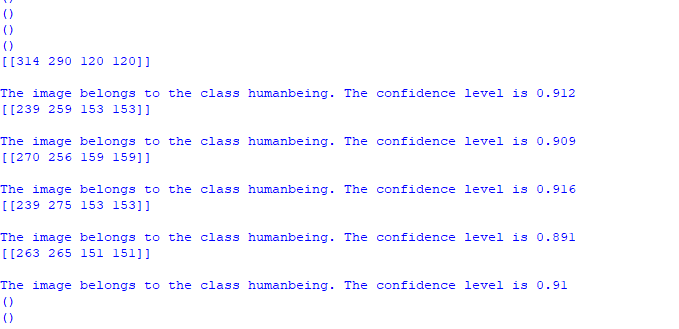 ()
()
()
()
[[314 290 120 120]]
The image belongs to the class humanbeing. The confidence level is 0.912
[[239 259 153 153]]
The image belongs to the class humanbeing. The confidence level is 0.909
[[270 256 159 159]]
The image belongs to the class humanbeing. The confidence level is 0.916
[[239 275 153 153]]
The image belongs to the class humanbeing. The confidence level is 0.891
[[263 265 151 151]]
The image belongs to the class humanbeing. The confidence level is 0.91
()
()